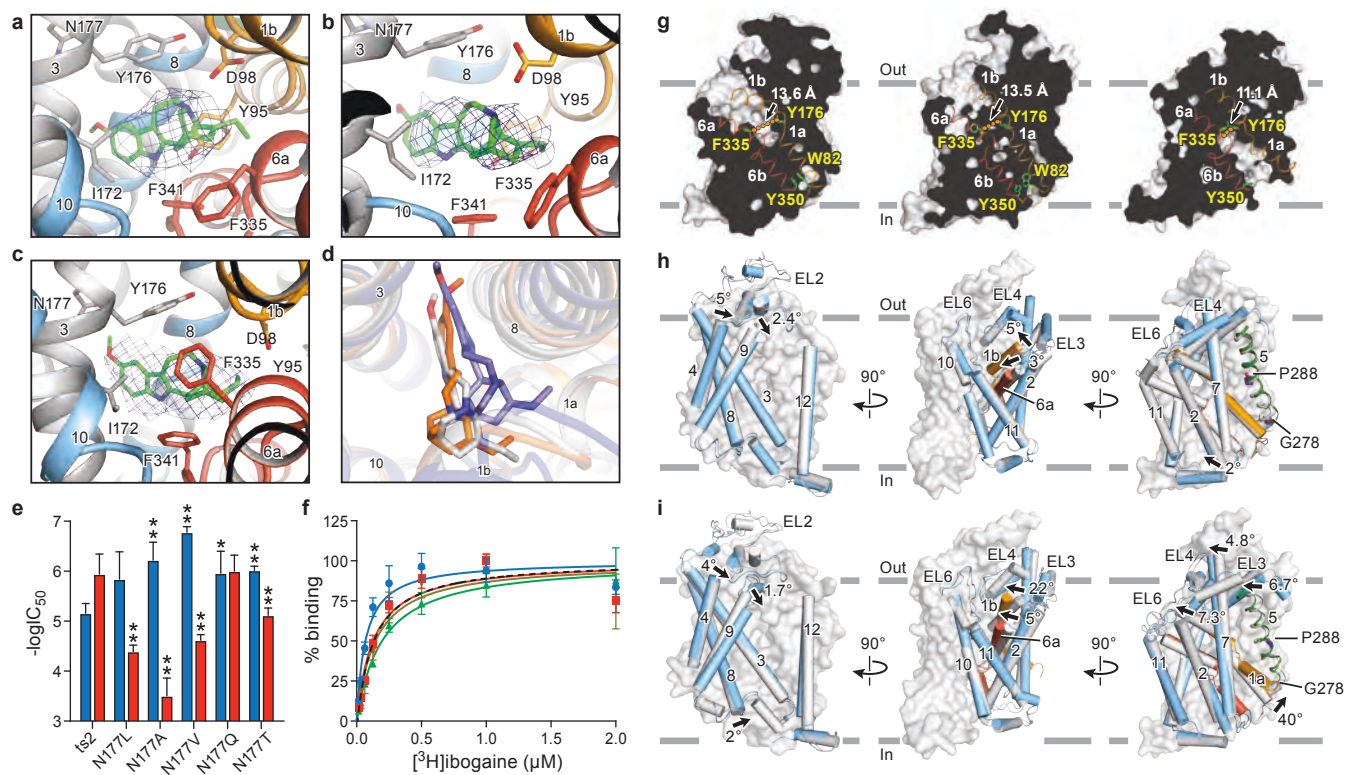 a
N177
3
Y176
8
1b
D98
Y95
I172
F341
10
F335
6a
b
N177
3
Y176
8
1b
D98
Y95
I172
6a
F335
10
F341
c
N177
3
Y176
8
1b
D98
F335
Y95
I172
10
F341
6a
d
3
8
1a
10
1b
e
-logIC50
8
7
6
5
4
3
ts2
N177L
N177A
N177V
N177Q
N177T
**
**
**
**
**
*
**
**
f
% binding
125
100
75
50
25
0
0.0
0.5
1.0
1.5
2.0
[³H]ibogaine (μM)
g
Out
In
1b
13.6 Å
Y176
6a
1a
F335
W82
6b
Y350
1b
13.5 Å
6a
Y176
F335
1a
W82
6b
Y350
1b
11.1 Å
6a
Y176
F335
1a
6b
Y350
h
EL2
5°
2.4°
9
4
3
12
8
90°
Out
In
EL6
EL4
5°
EL3
1b
3°
10
2
6a
11
90°
EL4
EL6
5
P288
7
11
2
G278
2°
i
EL2
4°
1.7°
4
9
12
3
8
2°
90°
Out
In
EL4
EL3
EL6
22°
1b
5°
6a
10
11
2
90°
4.8°
EL4
EL3
6.7°
EL6
7.3°
5
P288
7
11
2
1a
G278
40°